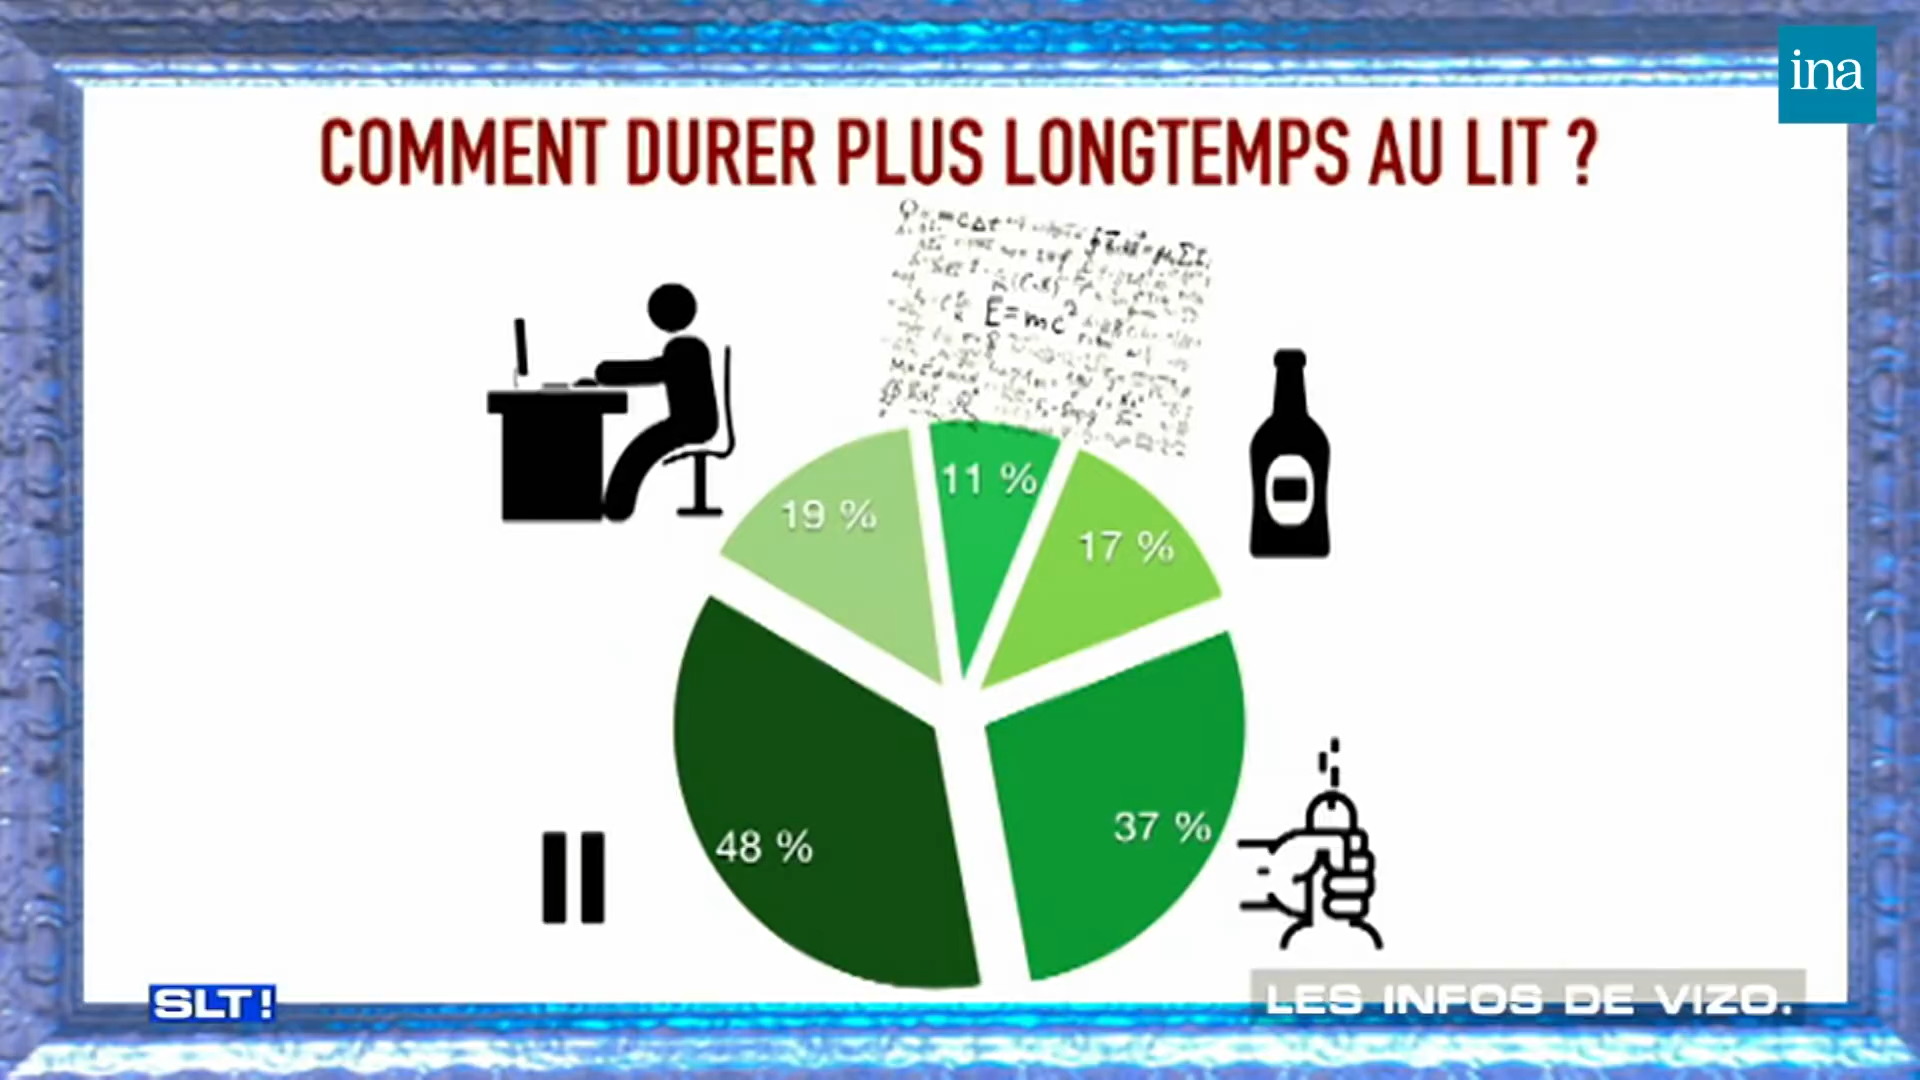 ina
COMMENT DURER PLUS LONGTEMPS AU LIT ?
E=mc²
11 %
19 %
17 %
37 %
48 %
SLT!
LES INFOS DE VIZO.